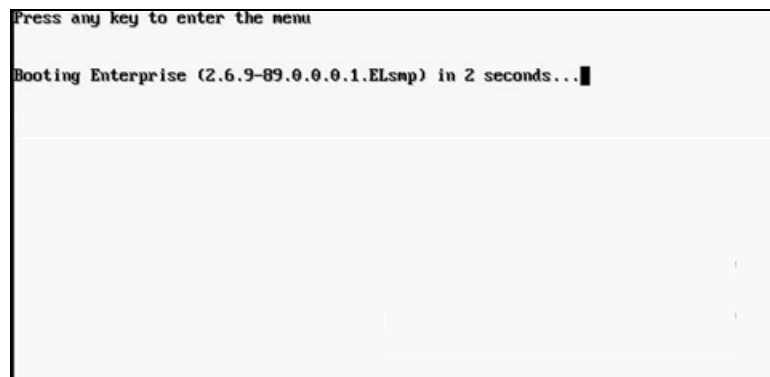 Press any key to enter the menu
Booting Enterprise (2.6.9-89.0.0.0.1.ELsmp) in 2 seconds...